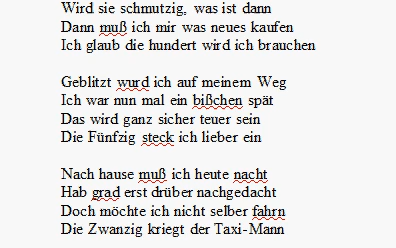 Wird sie schmutzig, was ist dann
Dann muß ich mir was neues kaufen
Ich glaub die hundert wird ich brauchen
Geblitzt wurd ich auf meinem Weg
Ich war nun mal ein bißchen spät
Das wird ganz sicher teuer sein
Die Fünfzig steck ich lieber ein
Nach hause muß ich heute nacht
Hab grad erst drüber nachgedacht
Doch möchte ich nicht selber fahrn
Die Zwanzig kriegt der Taxi-Mann